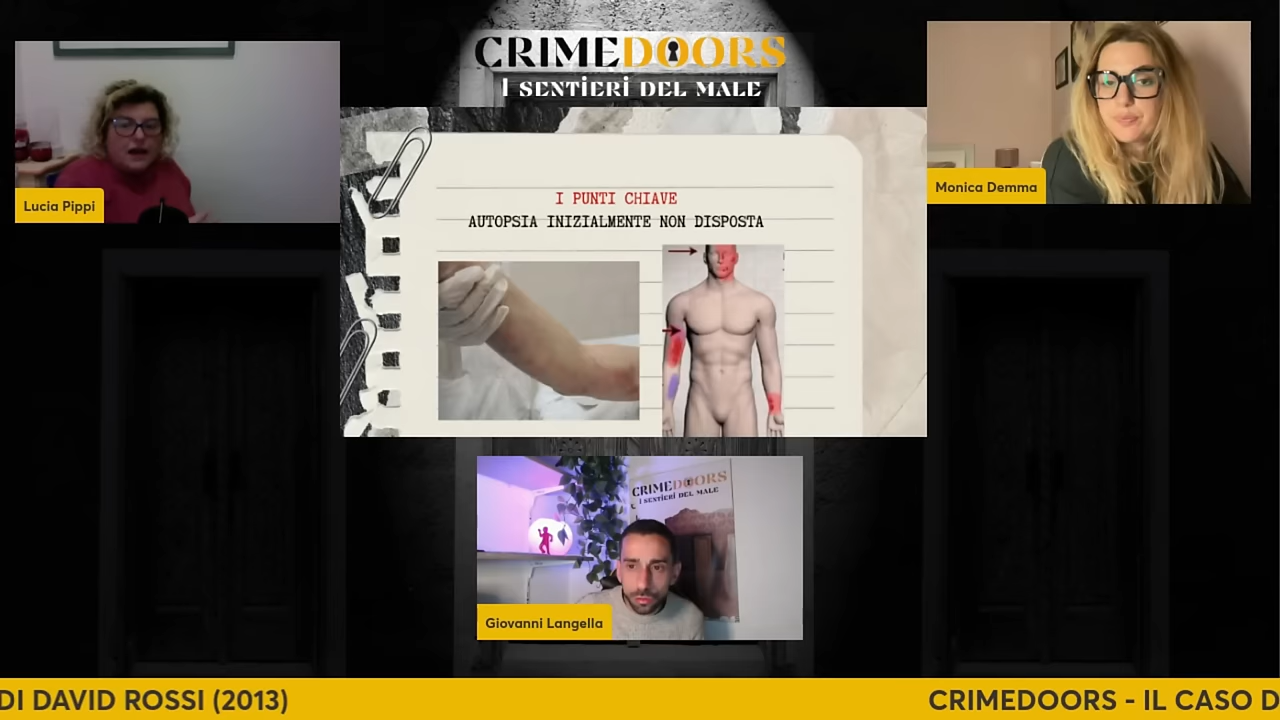 CRIMEDOORS
I SENTIERI DEL MALE
Lucia Pippi
Monica Demma
I PUNTI CHIAVE
AUTOPSIA INIZIALMENTE NON DISPOSTA
CRIMEDOORS
I SENTIERI DEL MALE
Giovanni Langella
DI DAVID ROSSI (2013)
CRIMEDOORS - IL CASO D